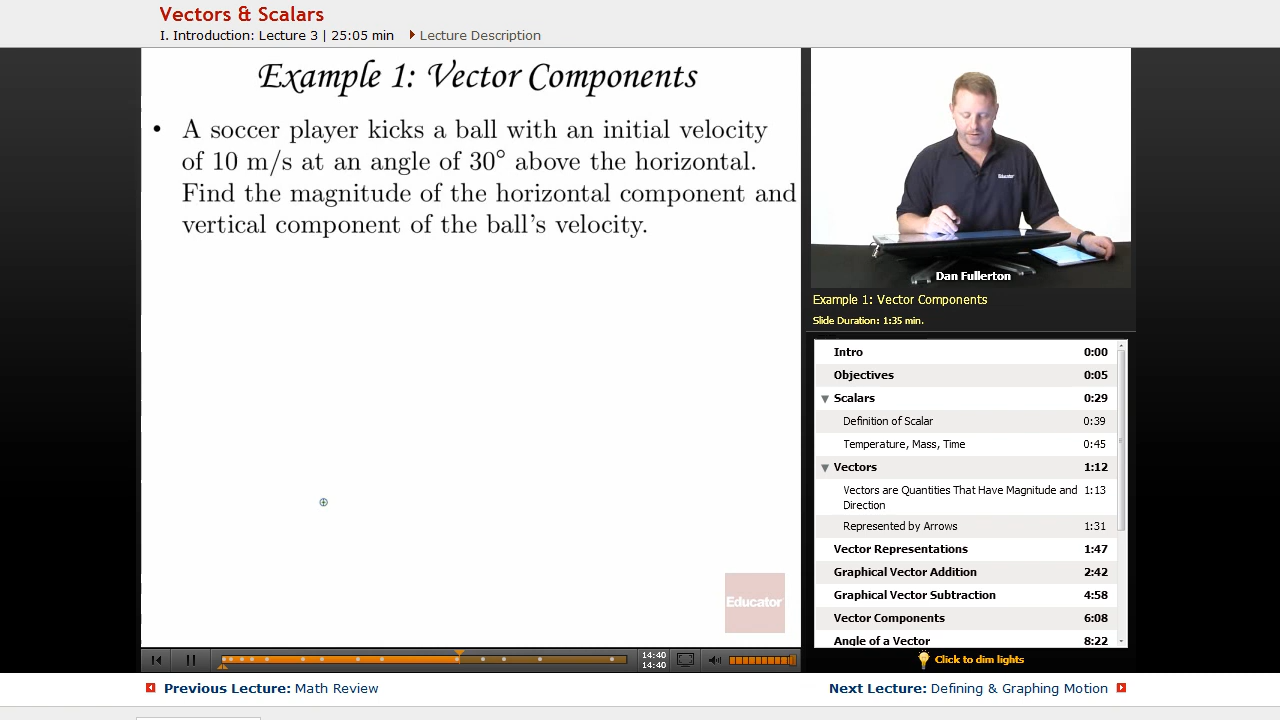 Vectors & Scalars
I. Introduction: Lecture 3 | 25:05 min
Lecture Description
Example 1: Vector Components
• A soccer player kicks a ball with an initial velocity
of 10 m/s at an angle of 30° above the horizontal.
Find the magnitude of the horizontal component and
vertical component of the ball's velocity.
Educator
Educator
Dan Fullerton
Example 1: Vector Components
Slide Duration: 1:35 min.
Intro 0:00
Objectives 0:05
Scalars 0:29
Definition of Scalar 0:39
Temperature, Mass, Time 0:45
Vectors 1:12
Vectors are Quantities That Have Magnitude and 1:13
Direction
Represented by Arrows 1:31
Vector Representations 1:47
Graphical Vector Addition 2:42
Graphical Vector Subtraction 4:58
Vector Components 6:08
Angle of a Vector 8:22
14:40
14:40
Click to dim lights
Previous Lecture: Math Review
Next Lecture: Defining & Graphing Motion